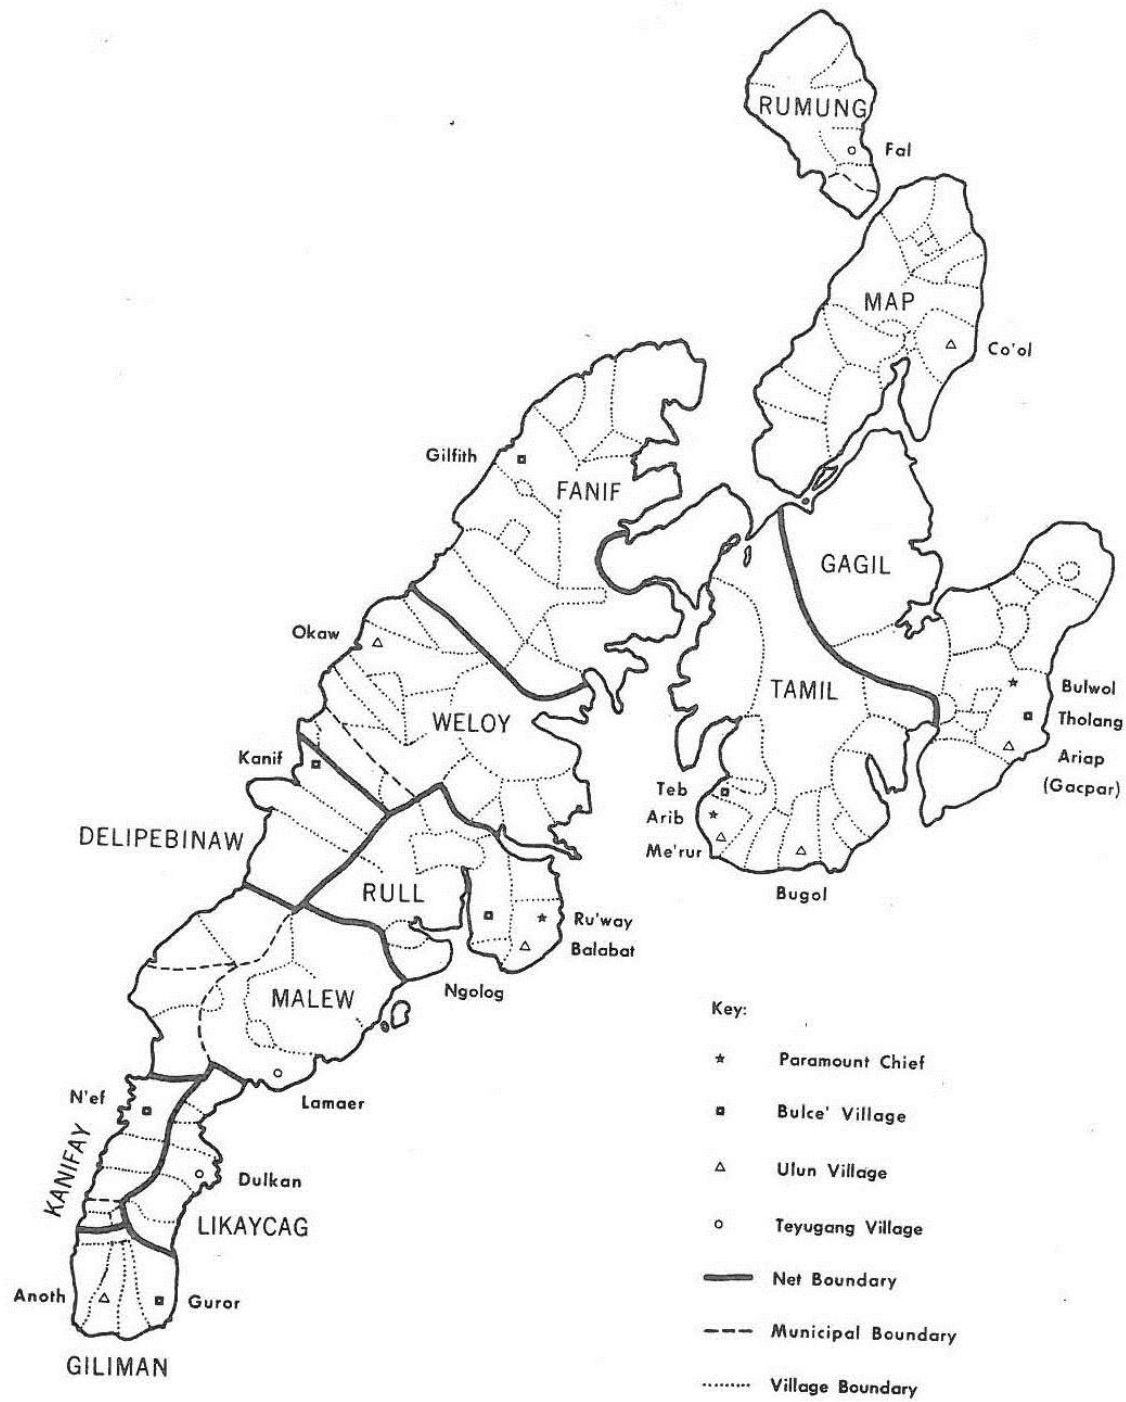 RUMUNG
Fal
MAP
Co'ol
Gilfith
FANIF
GAGIL
Okaw
TAMIL
Bulwol
WELOY
Tholang
Kanif
Ariap
(Gacpar)
Teb
Arib
DELIPEBINAW
Me'rur
RULL
Bugol
Ru'way
Balabat
Ngolog
MALEW
Key:
Paramount Chief
N'ef
Lamaer
Bulce' Village
KANIFAY
Dulkan
Ulun Village
LIKAYCAG
Teyugang Village
Net Boundary
Anoth
Guror
Municipal Boundary
GILIMAN
Village Boundary